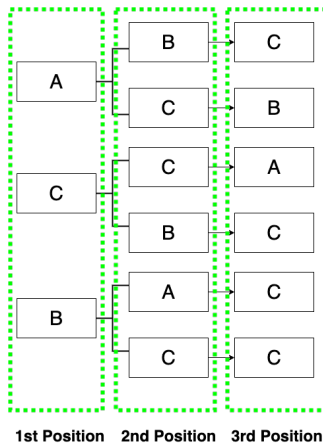 B C
A
C B
C A
C
B C
A C
B
C C
1st Position 2nd Position 3rd Position